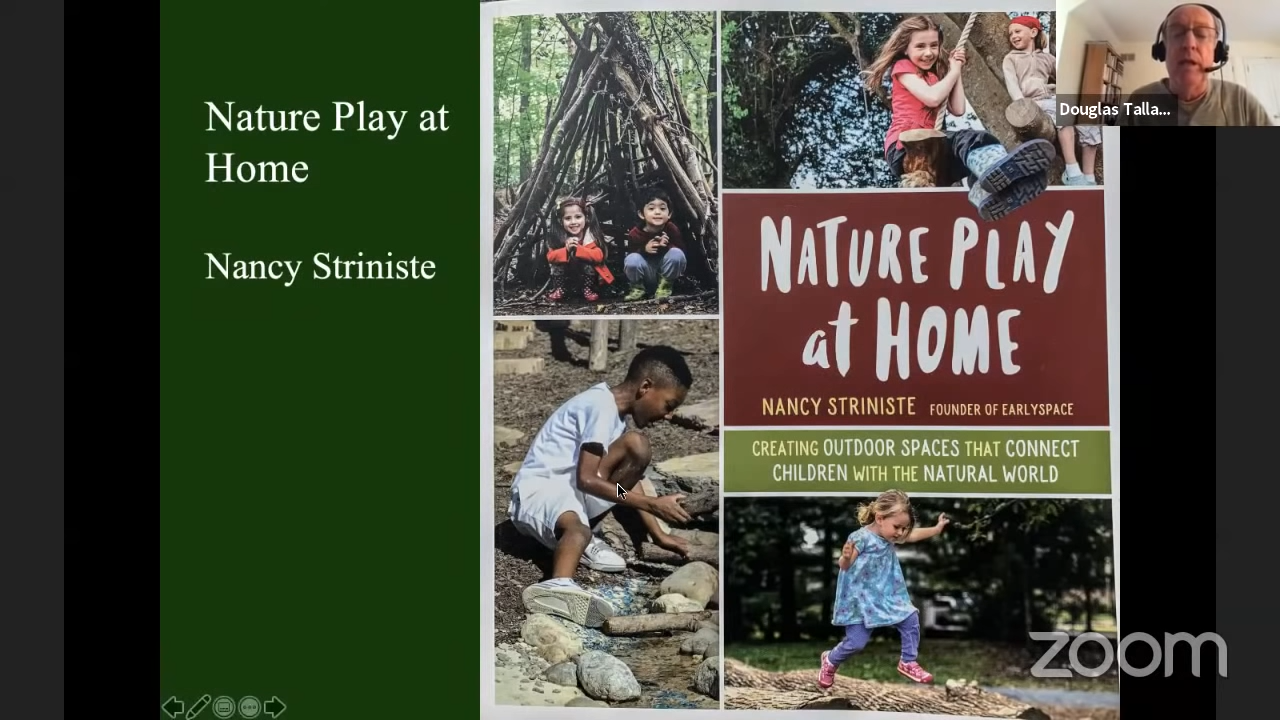 Nature Play at
Home
Nancy Striniste
NATURE PLAY
at HOME
NANCY STRINISTE FOUNDER OF EARLYSPACE
CREATING OUTDOOR SPACES THAT CONNECT
CHILDREN WITH THE NATURAL WORLD
Douglas Talla...
zoom